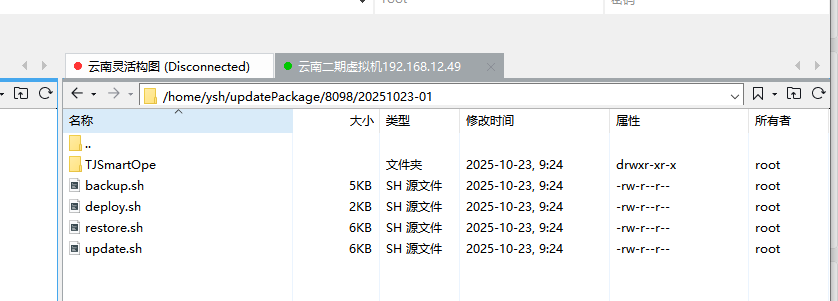 root 密码
云南灵活构图 (Disconnected) 云南二期虚拟机192.168.12.49
/home/ysh/updatePackage/8098/20251023-01
名称 大小 类型 修改时间 属性 所有者
..
TJSmartOpe 文件夹 2025-10-23, 9:24 drwxr-xr-x root
backup.sh 5KB SH 源文件 2025-10-23, 9:24 -rw-r--r-- root
deploy.sh 2KB SH 源文件 2025-10-23, 9:24 -rw-r--r-- root
restore.sh 6KB SH 源文件 2025-10-23, 9:24 -rw-r--r-- root
update.sh 6KB SH 源文件 2025-10-23, 9:24 -rw-r--r-- root